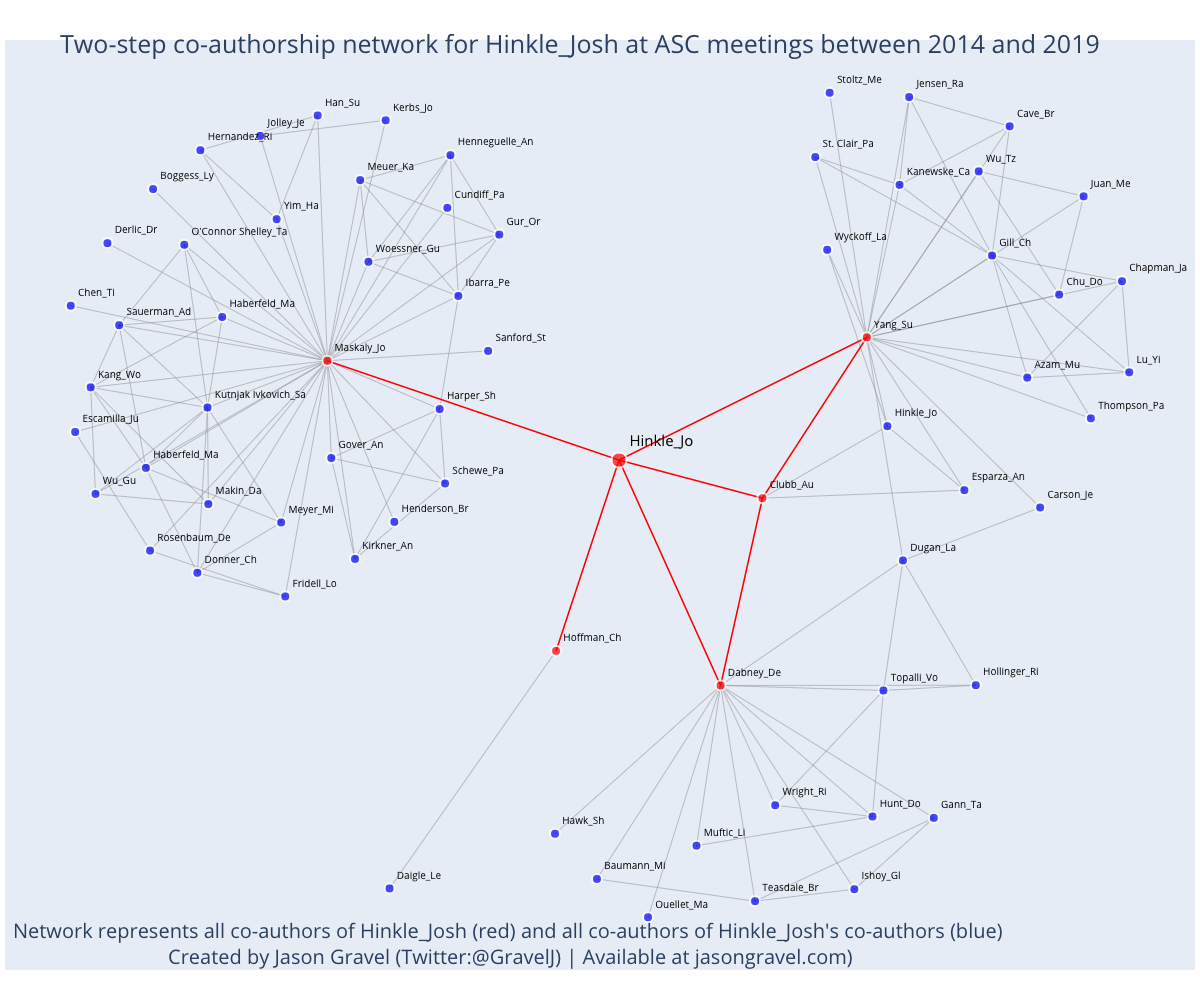 Two-step co-authorship network for Hinkle_Josh at ASC meetings between 2014 and 2019
Stoltz_Me
Jensen_Ra
Han_Su
Kerbs_Jo
Cave_Br
Jolley_Je
Hernandez_Ri
Henneguelle_An
St. Clair_Pa
Wu_Tz
Meuer_Ka
Kanewske_Ca
Boggess_Ly
Juan_Me
Cundiff_Pa
Yim_Ha
Gur_Or
Derlic_Dr
O'Connor Shelley_Ta
Wyckoff_La
Gill_Ch
Woessner_Gu
Chapman_Ja
Ibarra_Pe
Chu_Do
Chen_Ti
Haberfeld_Ma
Sauerman_Ad
Yang_Su
Sanford_St
Maskaly_Jo
Lu_Yi
Azam_Mu
Kang_Wo
Kutnjak Ivkovich_Sa
Harper_Sh
Thompson_Pa
Hinkle_Jo
Escamilla_Ju
Hinkle_Jo
Gover_An
Haberfeld_Ma
Schewe_Pa
Esparza_An
Wu_Gu
Clubb_Au
Makin_Da
Carson_Je
Meyer_Mi
Henderson_Br
Rosenbaum_De
Kirkner_An
Dugan_La
Donner_Ch
Fridell_Lo
Hoffman_Ch
Dabney_De
Hollinger_Ri
Topalli_Vo
Wright_Ri
Hunt_Do
Gann_Ta
Hawk_Sh
Muftic_Li
Baumann_Mi
Daigle_Le
Ishoy_Gl
Teasdale_Br
Ouellet_Ma
Network represents all co-authors of Hinkle_Josh (red) and all co-authors of Hinkle_Josh's co-authors (blue)
Created by Jason Gravel (Twitter:@GravelJ) | Available at jasongravel.com)